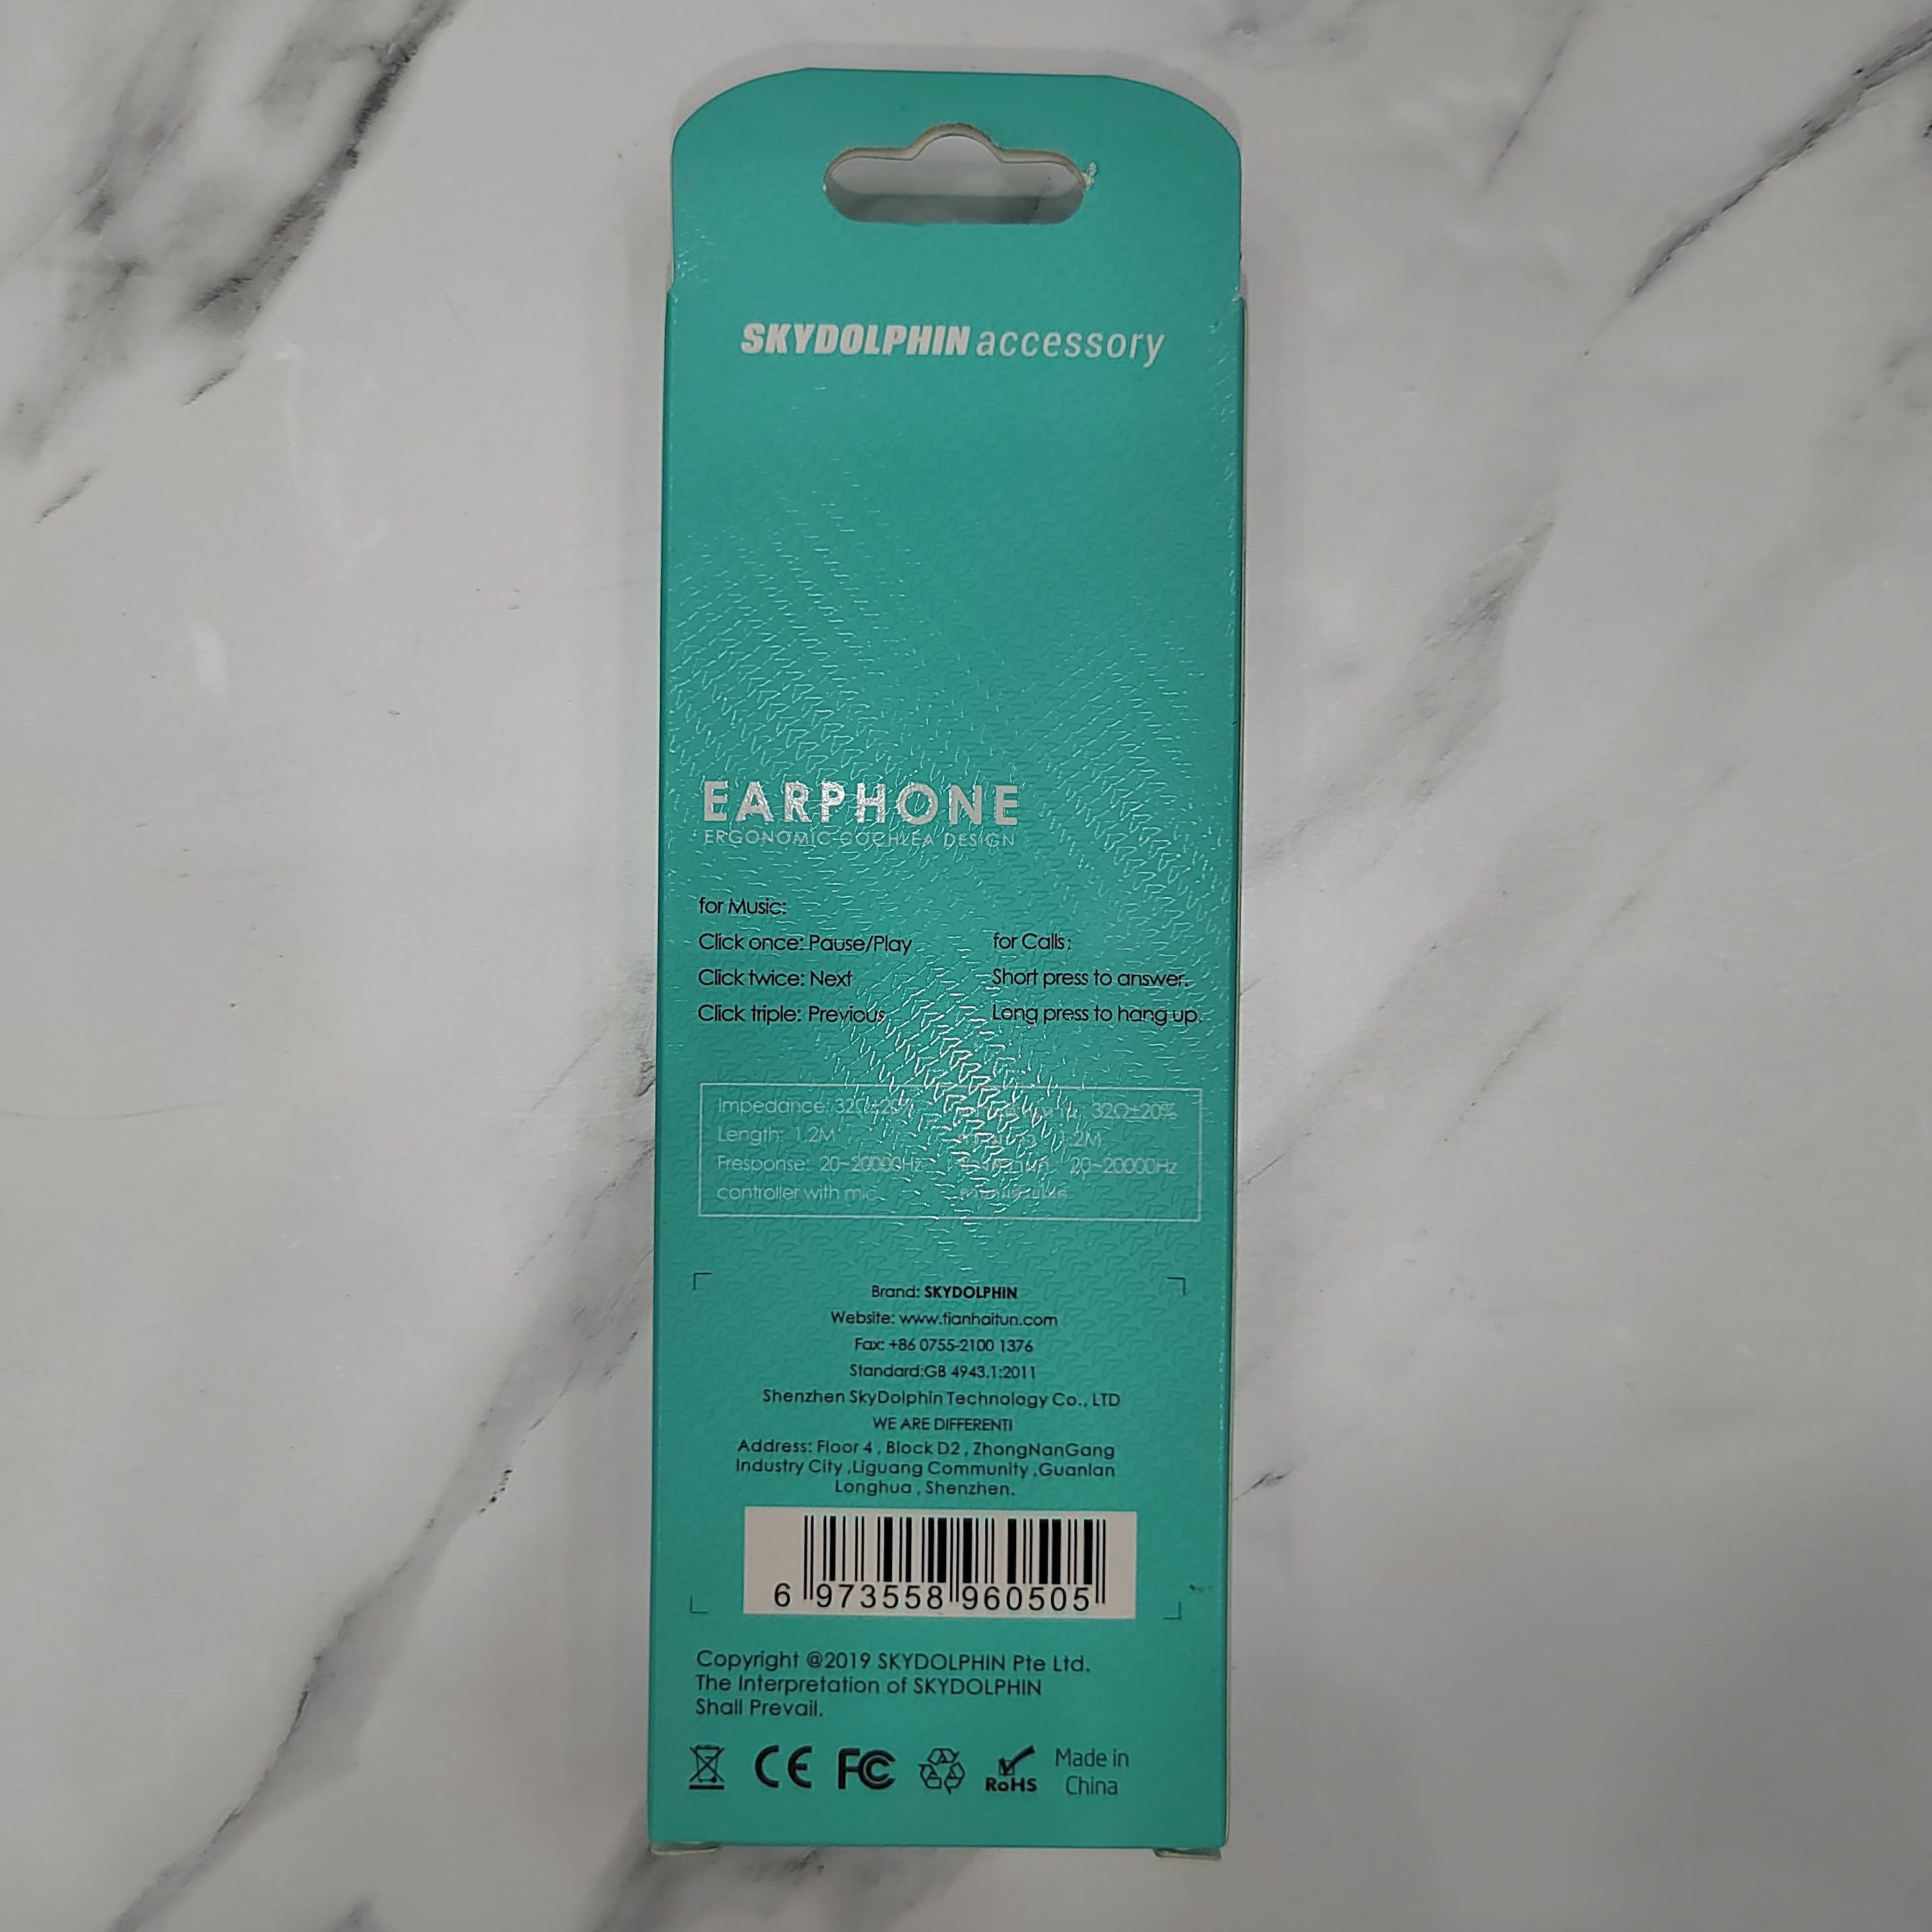 SKYDOLPHIN accessory
EARPHONE
ERGONOMIC COCHLEA DESIGN
for Music:
Click once: Pause/Play
Click twice: Next
Click triple: Previous
for Calls:
Short press to answer.
Long press to hang up.
Impedance: 32Ω±20%
Length: 1.2M
Fresponse: 20~20000Hz
controller with mic
32Ω±20%
1.2M
20~20000Hz
Brand: SKYDOLPHIN
Website: www.tianhaitun.com
Fax: +86 0755-2100 1376
Standard:GB 4943.1:2011
Shenzhen SkyDolphin Technology Co., LTD
WE ARE DIFFERENT!
Address: Floor 4 , Block D2 , ZhongNanGang
Industry City ,Liguang Community ,Guanlan
Longhua , Shenzhen.
6 973558 960505
Copyright @2019 SKYDOLPHIN Pte Ltd.
The Interpretation of SKYDOLPHIN
Shall Prevail.
CE FC RoHS Made in
China